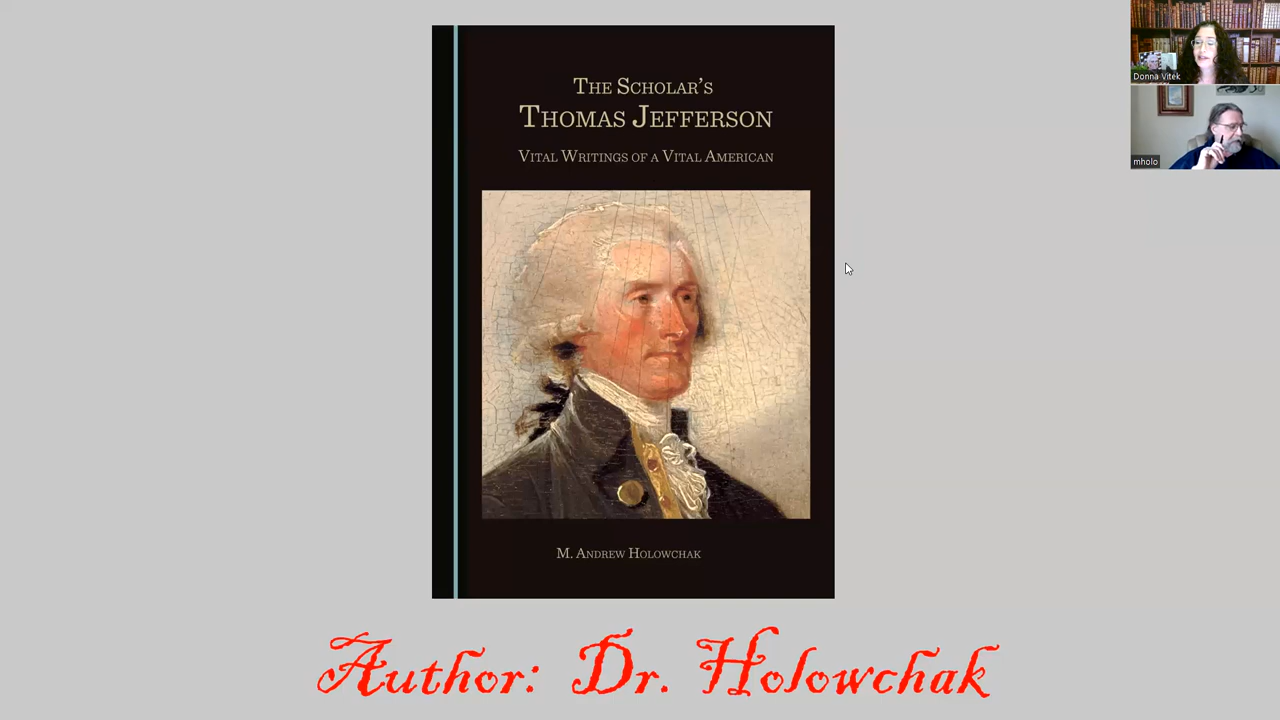 The Scholar's
Thomas Jefferson
Vital Writings of a Vital American
M. Andrew Holowchak
Author: Dr. Holowchak
Donna Vitek
mholo